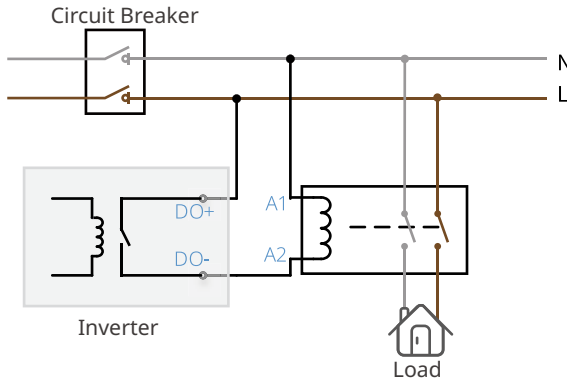 Circuit Breaker
N
L
DO+
A1
DO-
A2
Inverter
Load